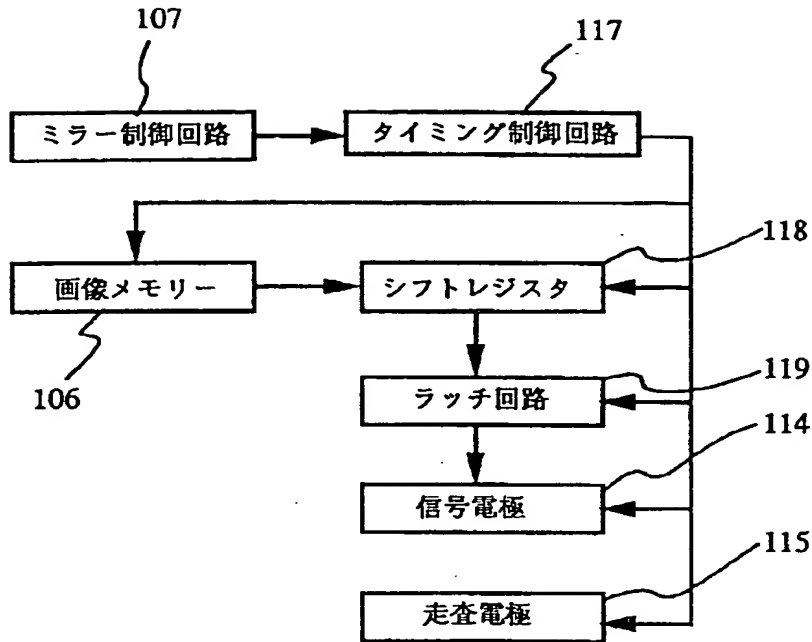 107
117
ミラー制御回路
タイミング制御回路
118
画像メモリー
シフトレジスタ
106
119
ラッチ回路
114
信号電極
115
走査電極